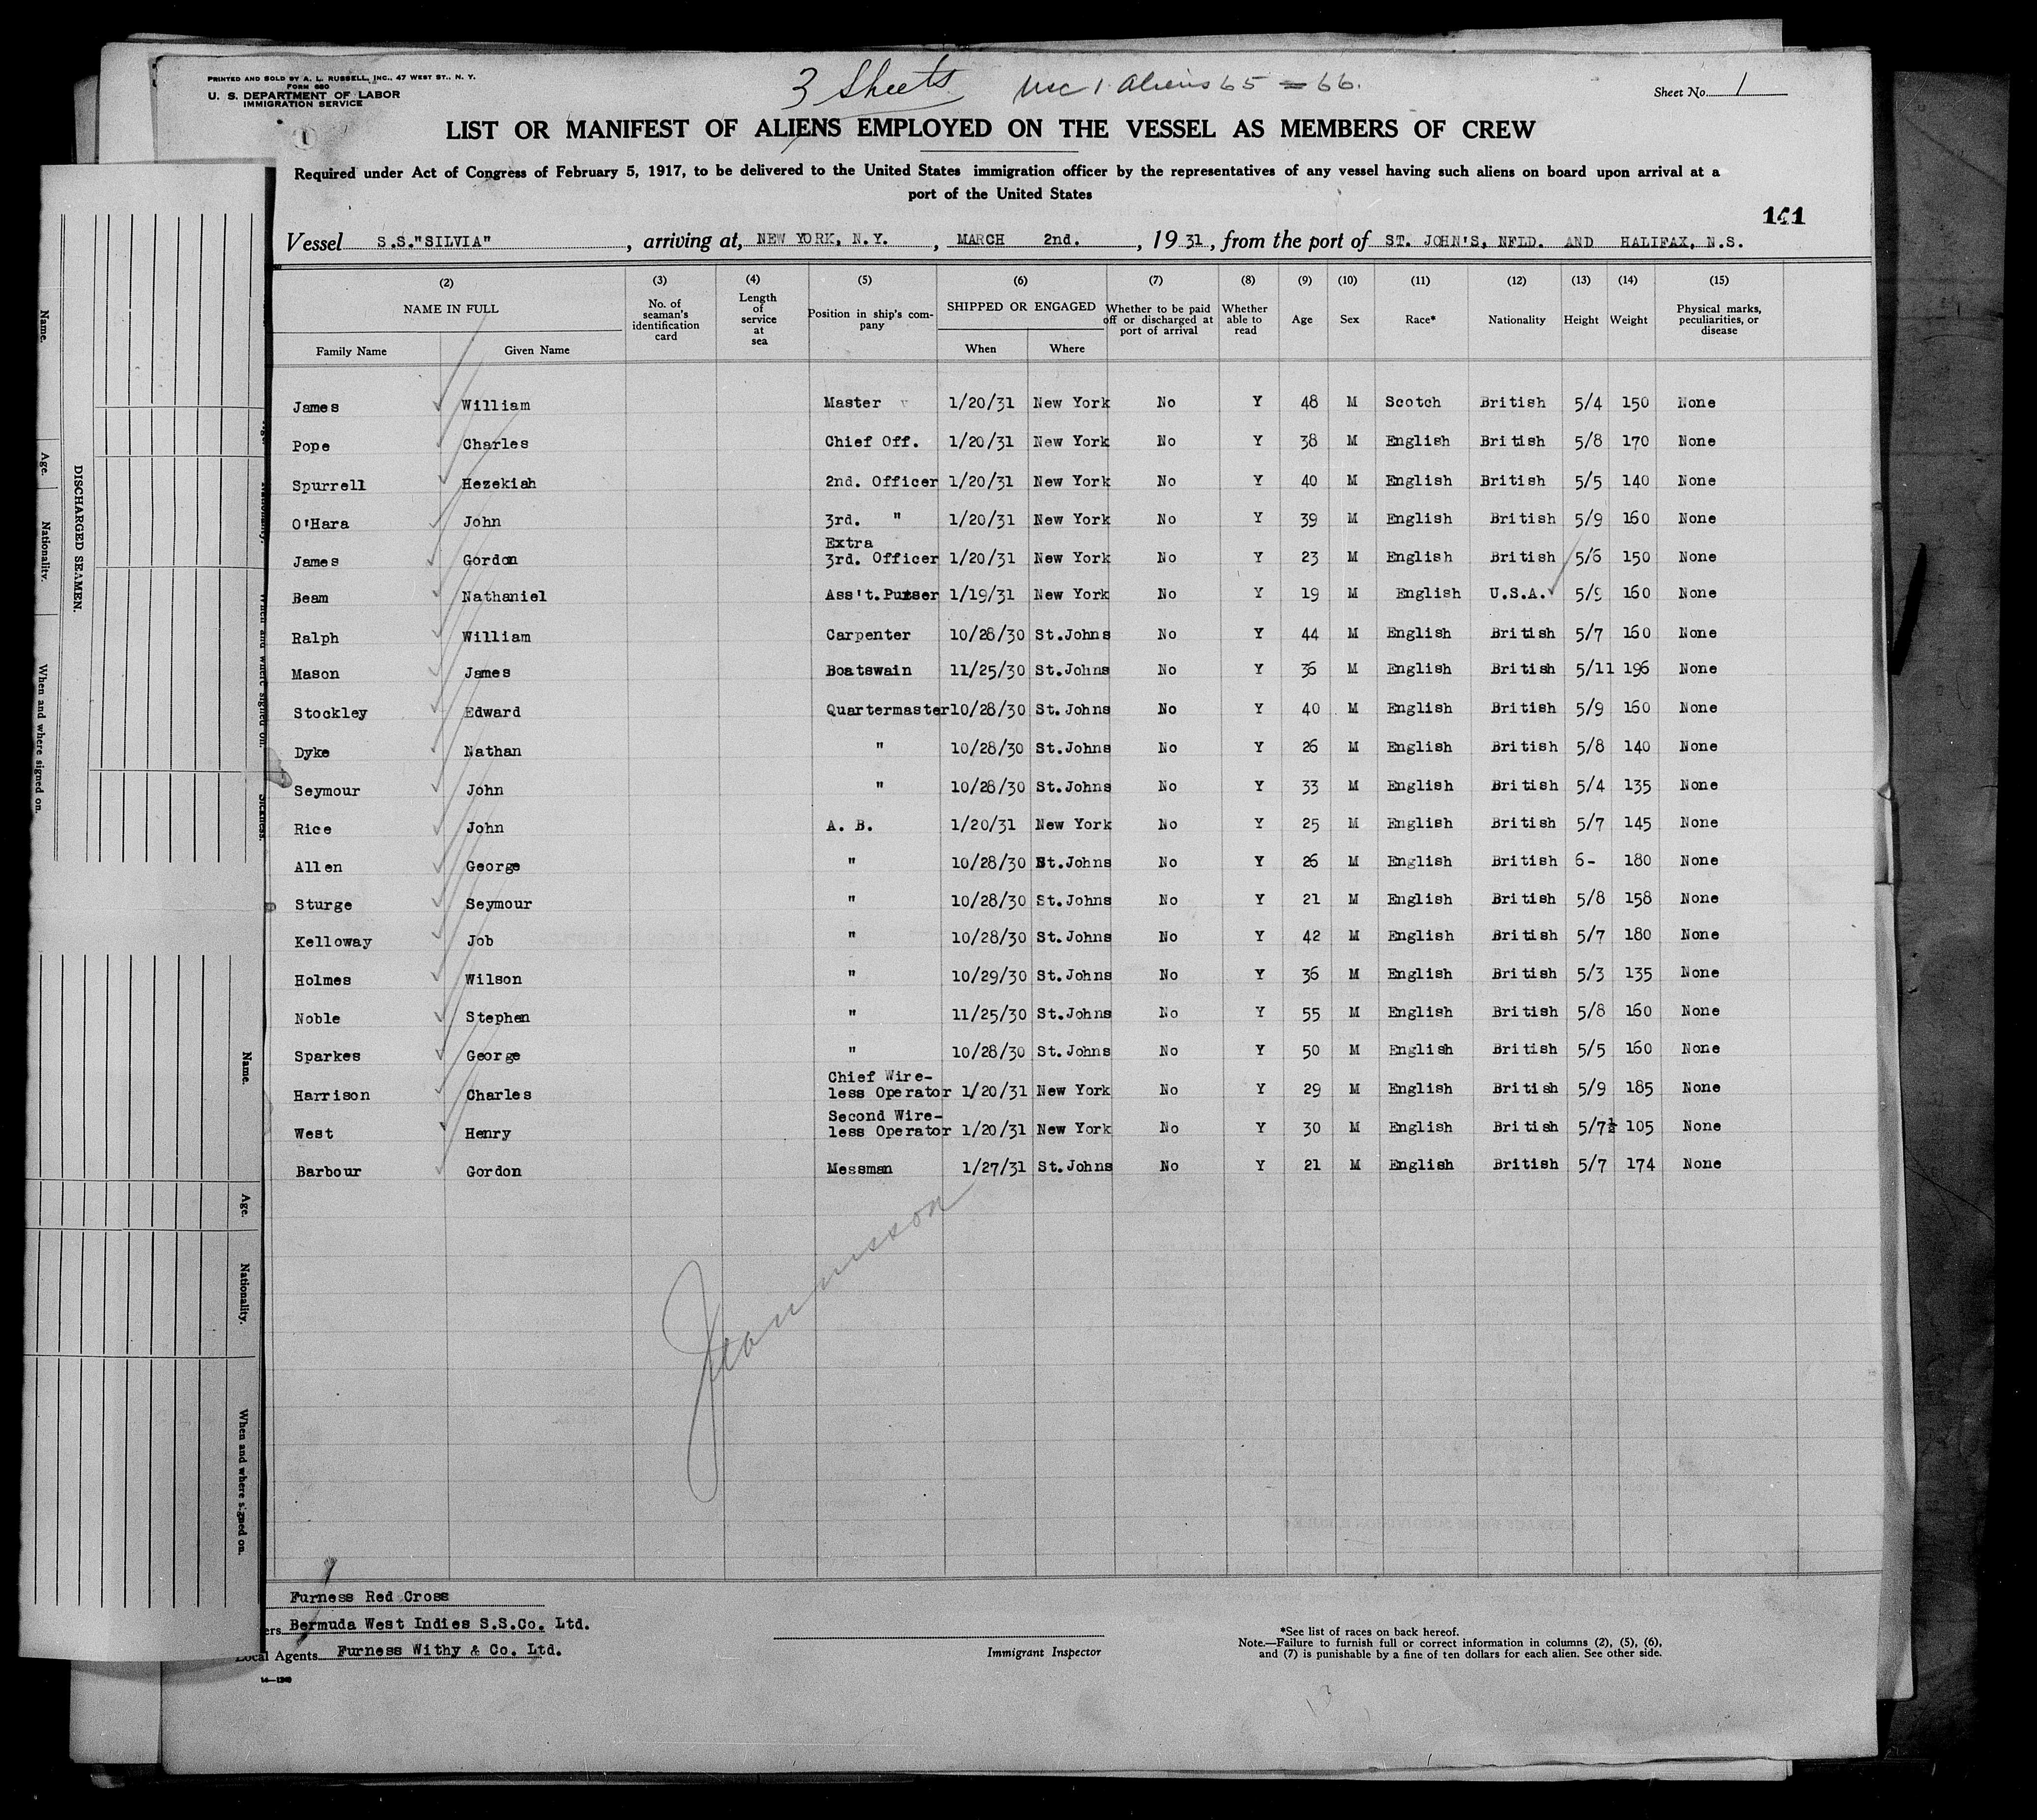 PRINTED AND SOLD BY A. L. RUSSELL, INC., 47 WEST ST., N. Y.
FORM 680
U. S. DEPARTMENT OF LABOR
IMMIGRATION SERVICE
3 Sheets
usc 1 Aliens 65 = 66.
Sheet No. 1
LIST OR MANIFEST OF ALIENS EMPLOYED ON THE VESSEL AS MEMBERS OF CREW
Required under Act of Congress of February 5, 1917, to be delivered to the United States immigration officer by the representatives of any vessel having such aliens on board upon arrival at a
port of the United States
141
Vessel S.S."SILVIA", arriving at, NEW YORK, N.Y., MARCH 2nd., 19 31, from the port of ST. JOHN'S, NFLD. AND HALIFAX, N.S.
(2) (3) (4) (5) (6) (7) (8) (9) (10) (11) (12) (13) (14) (15)
NAME IN FULL
Family Name
Given Name
No. of seaman's identification card
Length of service at sea
Position in ship's company
SHIPPED OR ENGAGED
When
Where
Whether to be paid off or discharged at port of arrival
Whether able to read
Age
Sex
Race*
Nationality
Height
Weight
Physical marks, peculiarities, or disease
James William Master 1/20/31 New York No Y 48 M Scotch British 5/4 150 None
Pope Charles Chief Off. 1/20/31 New York No Y 38 M English British 5/8 170 None
Spurrell Hezekiah 2nd. Officer 1/20/31 New York No Y 40 M English British 5/5 140 None
O'Hara John 3rd. " 1/20/31 New York No Y 39 M English British 5/9 160 None
James Gordon Extra 3rd. Officer 1/20/31 New York No Y 23 M English British 5/6 150 None
Beam Nathaniel Ass't. Purser 1/19/31 New York No Y 19 M English U.S.A. 5/9 160 None
Ralph William Carpenter 10/28/30 St.Johns No Y 44 M English British 5/7 160 None
Mason James Boatswain 11/25/30 St.Johns No Y 36 M English British 5/11 196 None
Stockley Edward Quartermaster 10/28/30 St.Johns No Y 40 M English British 5/9 160 None
Dyke Nathan " 10/28/30 St.Johns No Y 26 M English British 5/8 140 None
Seymour John " 10/28/30 St.Johns No Y 33 M English British 5/4 135 None
Rice John A. B. 1/20/31 New York No Y 25 M English British 5/7 145 None
Allen George " 10/28/30 St.Johns No Y 26 M English British 6- 180 None
Sturge Seymour " 10/28/30 St.Johns No Y 21 M English British 5/8 158 None
Kelloway Job " 10/28/30 St.Johns No Y 42 M English British 5/7 180 None
Holmes Wilson " 10/29/30 St.Johns No Y 36 M English British 5/3 135 None
Noble Stephen " 11/25/30 St.Johns No Y 55 M English British 5/8 160 None
Sparkes George " 10/28/30 St.Johns No Y 50 M English British 5/5 160 None
Harrison Charles Chief Wire-less Operator 1/20/31 New York No Y 29 M English British 5/9 185 None
West Henry Second Wire-less Operator 1/20/31 New York No Y 30 M English British 5/7½ 105 None
Barbour Gordon Messman 1/27/31 St.Johns No Y 21 M English British 5/7 174 None
Furness Red Cross
ers Bermuda West Indies S.S.Co. Ltd.
Local Agents Furness Withy & Co. Ltd.
Immigrant Inspector
*See list of races on back hereof.
Note.—Failure to furnish full or correct information in columns (2), (5), (6),
and (7) is punishable by a fine of ten dollars for each alien. See other side.
Name.
Age.
Nationality.
When and where signed on.
DISCHARGED SEAMEN.
Nationality.
When and where signed on.
Sickness.
Name.
Age.
Nationality.
When and where signed on.